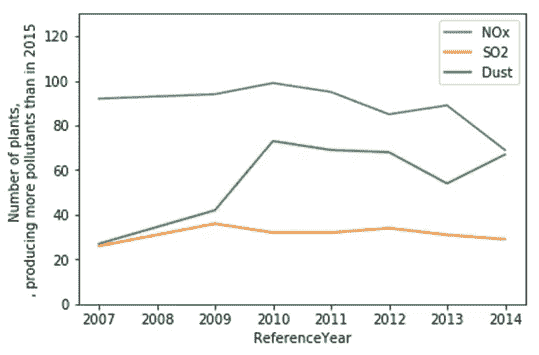 Number of plants,
, producing more pollutants than in 2015
120
100
80
60
40
20
0
NOx
SO2
Dust
2007 2008 2009 2010 2011 2012 2013 2014
ReferenceYear